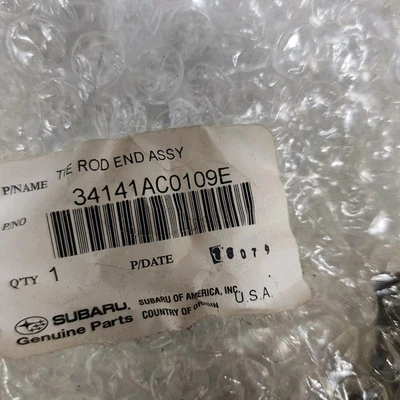 P/NAME TIE ROD END ASSY
P/NO 34141AC0109E
Q'TY 1 P/DATE
SUBARU. SUBARU OF AMERICA, INC.
Genuine Parts COUNTRY OF ORIGIN U.S.A.